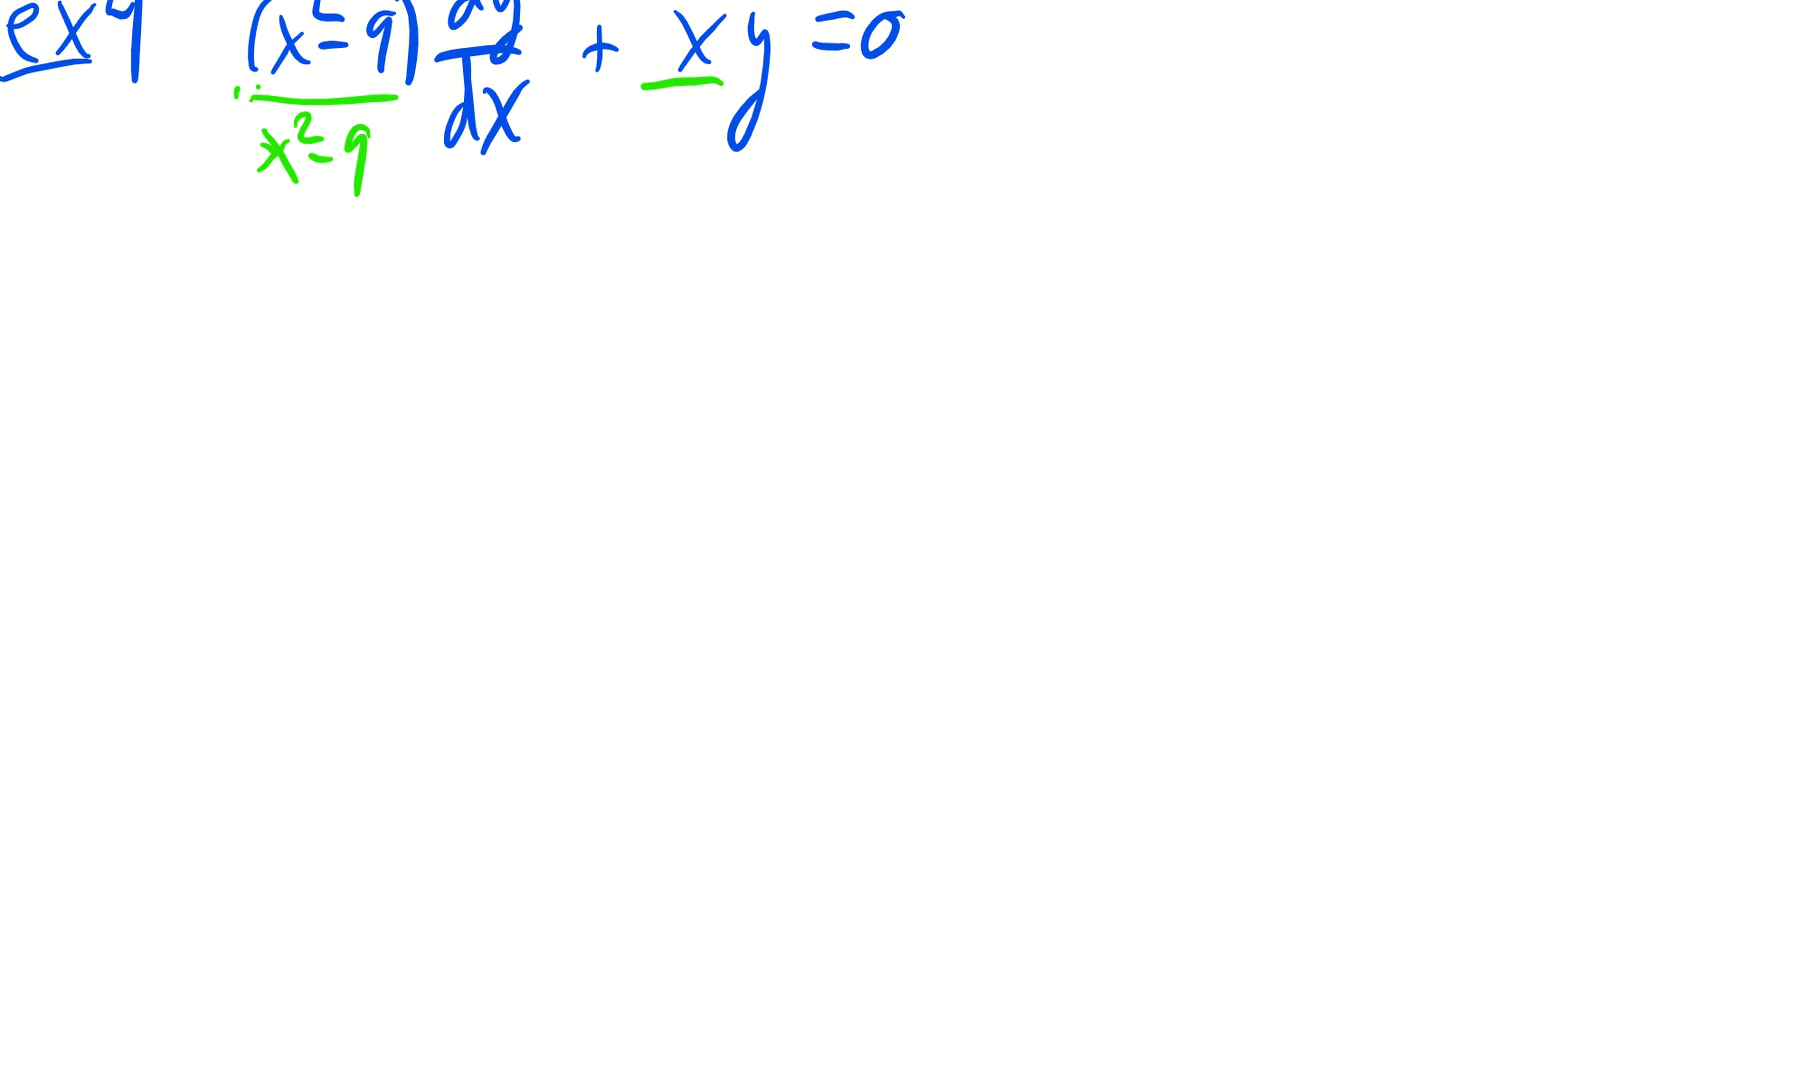 ex4 (x²-9) dy/dx + xy = 0
x²-9